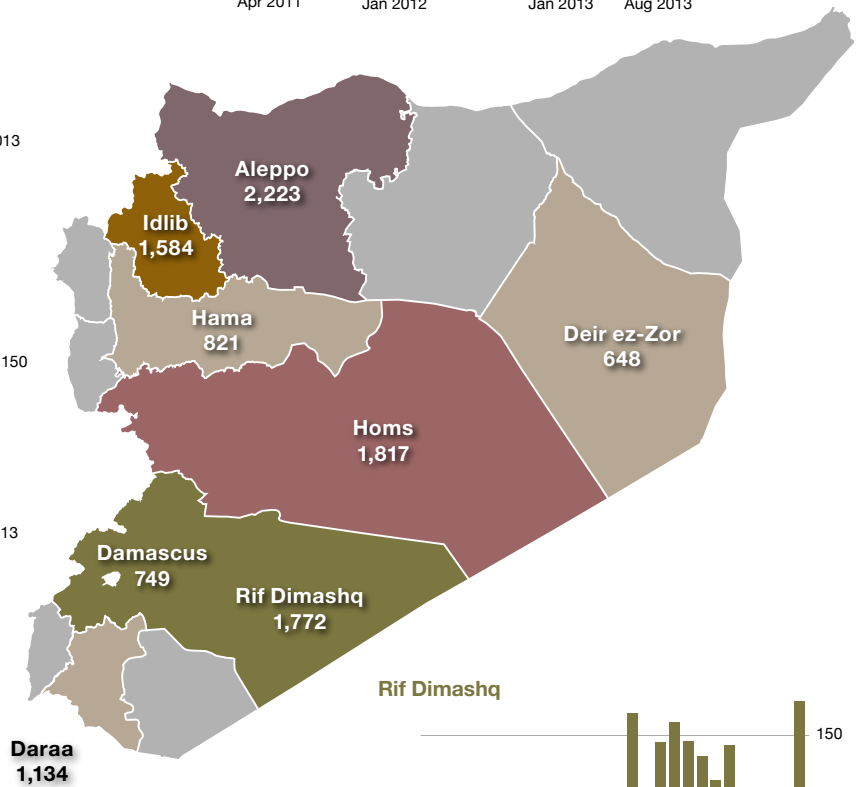 Apr 2011 Jan 2012 Jan 2013 Aug 2013
013
Aleppo
2,223
Idlib
1,584
Hama
821
Deir ez-Zor
648
150
Homs
1,817
13
Damascus
749
Rif Dimashq
1,772
Rif Dimashq
150
Daraa
1,134